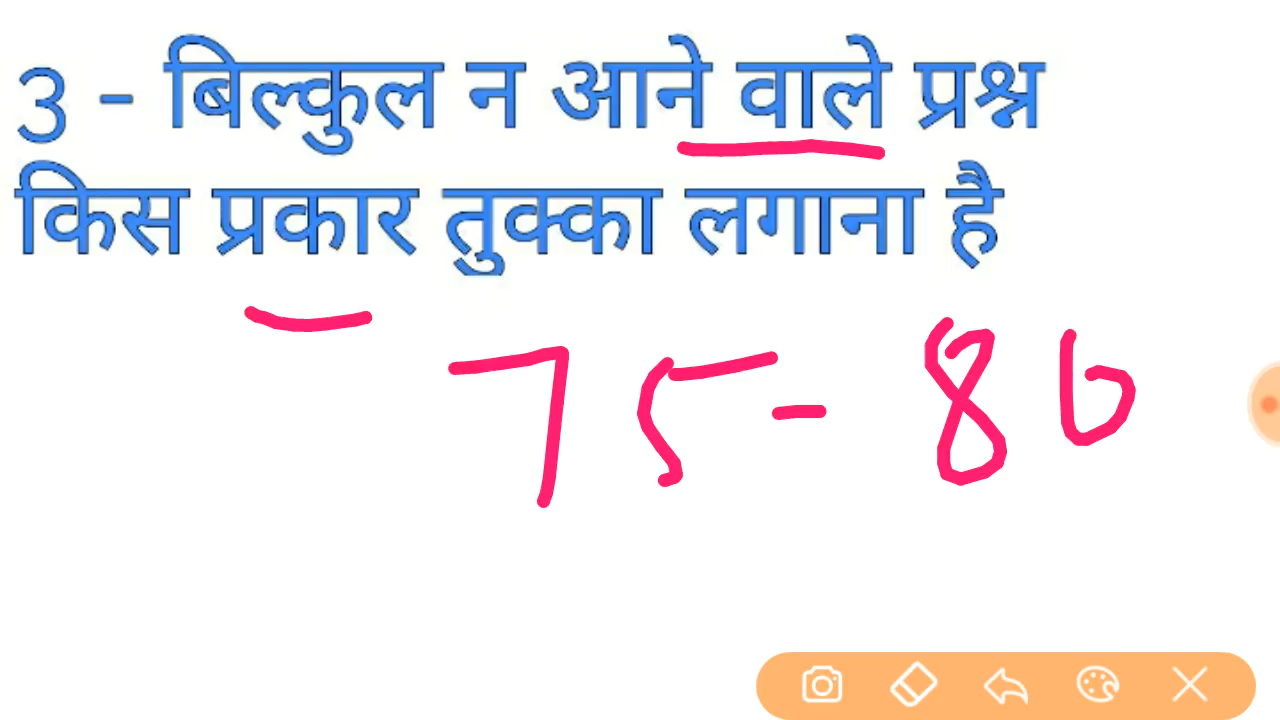 3 - बिल्कुल न आने वाले प्रश्न
किस प्रकार तुक्का लगाना है
75-80